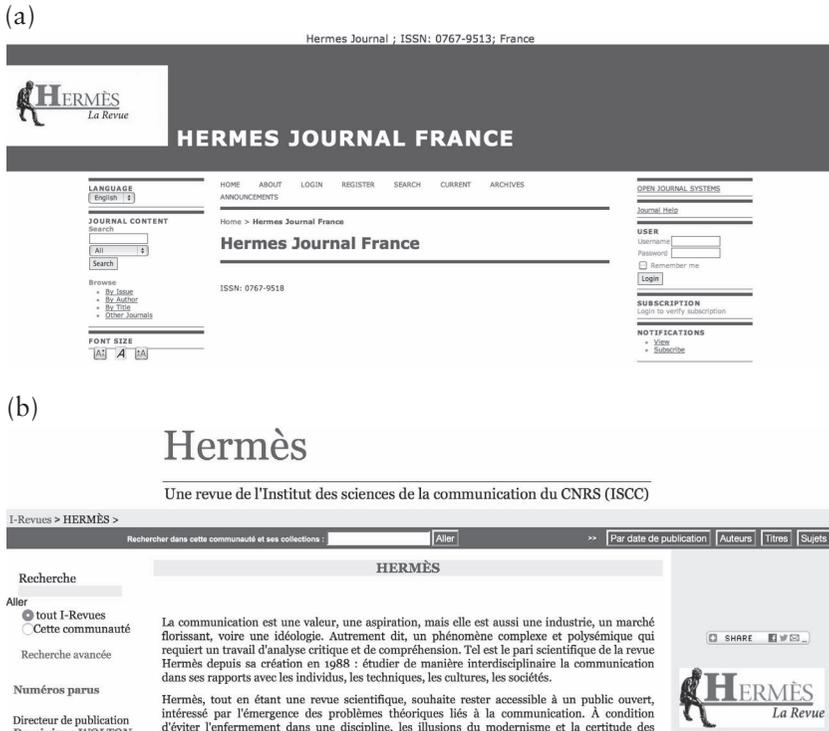 (a)
Hermes Journal ; ISSN: 0767-9513; France
HERMÈS
La Revue
HERMES JOURNAL FRANCE
LANGUAGE
English
JOURNAL CONTENT
Search
All
Search
Browse
By Issue
By Author
By Title
Other Journals
FONT SIZE
A A A
HOME ABOUT LOGIN REGISTER SEARCH CURRENT ARCHIVES
ANNOUNCEMENTS
Home > Hermes Journal France
Hermes Journal France
ISSN: 0767-9518
OPEN JOURNAL SYSTEMS
Journal Help
USER
Username
Password
Remember me
Login
SUBSCRIPTION
Login to verify subscription
NOTIFICATIONS
View
Subscribe
(b)
Hermès
Une revue de l'Institut des sciences de la communication du CNRS (ISCC)
I-Revues > HERMÈS >
Rechercher dans cette communauté et ses collections : Aller >> Par date de publication Auteurs Titres Sujets
Recherche
Aller
tout I-Revues
Cette communauté
Recherche avancée
Numéros parus
Directeur de publication
Dominique WOLTON
HERMÈS
La communication est une valeur, une aspiration, mais elle est aussi une industrie, un marché
florissant, voire une idéologie. Autrement dit, un phénomène complexe et polysémique qui
requiert un travail d'analyse critique et de compréhension. Tel est le pari scientifique de la revue
Hermès depuis sa création en 1988 : étudier de manière interdisciplinaire la communication
dans ses rapports avec les individus, les techniques, les cultures, les sociétés.
Hermès, tout en étant une revue scientifique, souhaite rester accessible à un public ouvert,
intéressé par l'émergence des problèmes théoriques liés à la communication. À condition
d'éviter l'enfermement dans une discipline, les illusions du modernisme et la certitude des
SHARE
HERMÈS
La Revue